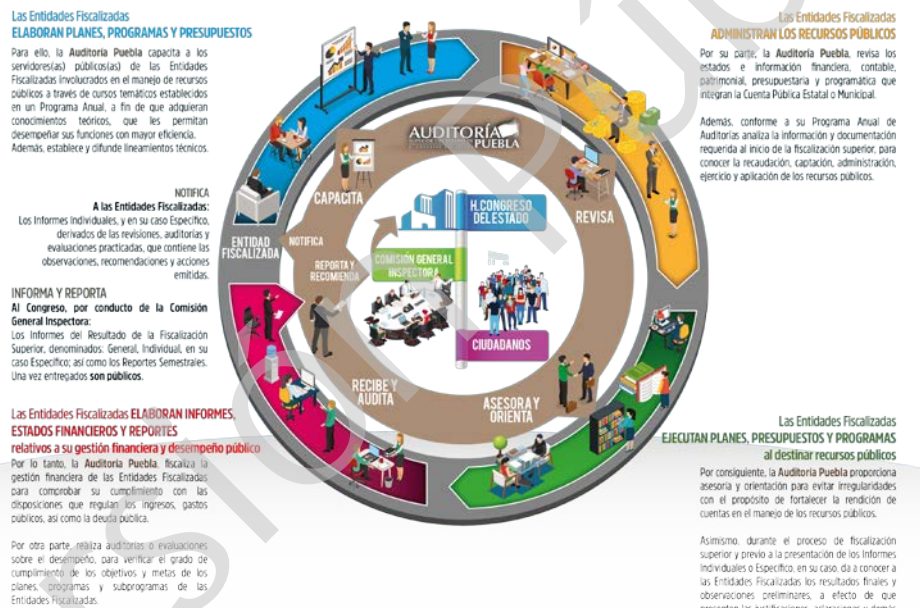 Las Entidades Fiscalizadas
ELABORAN PLANES, PROGRAMAS Y PRESUPUESTOS
Para ello, la Auditoría Puebla capacita a los
servidores(as) públicos(as) de las Entidades
Fiscalizadas involucrados en el manejo de recursos
públicos a través de cursos temáticos establecidos
en un Programa Anual, a fin de que adquieran
conocimientos teóricos, que les permitan
desempeñar sus funciones con mayor eficiencia.
Además, establece y difunde lineamientos técnicos.
NOTIFICA
A las Entidades Fiscalizadas:
Los Informes Individuales, y en su caso Específico,
derivados de las revisiones, auditorías y
evaluaciones practicadas, que contiene las
observaciones, recomendaciones y acciones
emitidas.
INFORMA Y REPORTA
Al Congreso, por conducto de la Comisión
General Inspectora:
Los Informes del Resultado de la Fiscalización
Superior, denominados: General, Individual, en su
caso Específico; así como los Reportes Semestrales.
Una vez entregados son públicos.
Las Entidades Fiscalizadas ELABORAN INFORMES,
ESTADOS FINANCIEROS Y REPORTES
relativos a su gestión financiera y desempeño público
Por lo tanto, la Auditoría Puebla, fiscaliza la
gestión financiera de las Entidades Fiscalizadas
para comprobar su cumplimiento con las
disposiciones que regulan los ingresos, gastos
públicos, así como la deuda pública.
Por otra parte, realiza auditorías o evaluaciones
sobre el desempeño, para verificar el grado de
cumplimiento de los objetivos y metas de los
planes, programas y subprogramas de las
Entidades Fiscalizadas.
AUDITORÍA
PUEBLA
CAPACITA
H. CONGRESO
DEL ESTADO
REVISA
ENTIDAD
FISCALIZADA
NOTIFICA
REPORTA Y
RECOMIENDA
COMISIÓN GENERAL
INSPECTORA
CIUDADANOS
RECIBE Y
AUDITA
ASESORA Y
ORIENTA
Las Entidades Fiscalizadas
ADMINISTRAN LOS RECURSOS PÚBLICOS
Por su parte, la Auditoría Puebla, revisa los
estados e información financiera, contable,
patrimonial, presupuestaria y programática que
integran la Cuenta Pública Estatal o Municipal.
Además, conforme a su Programa Anual de
Auditorías analiza la información y documentación
requerida al inicio de la fiscalización superior, para
conocer la recaudación, captación, administración,
ejercicio y aplicación de los recursos públicos.
Las Entidades Fiscalizadas
EJECUTAN PLANES, PRESUPUESTOS Y PROGRAMAS
al destinar recursos públicos
Por consiguiente, la Auditoría Puebla proporciona
asesoría y orientación para evitar irregularidades
con el propósito de fortalecer la rendición de
cuentas en el manejo de los recursos públicos.
Asimismo, durante el proceso de fiscalización
superior y previo a la presentación de los Informes
Individuales o Específico, en su caso, da a conocer a
las Entidades Fiscalizadas los resultados finales y
observaciones preliminares, a efecto de que